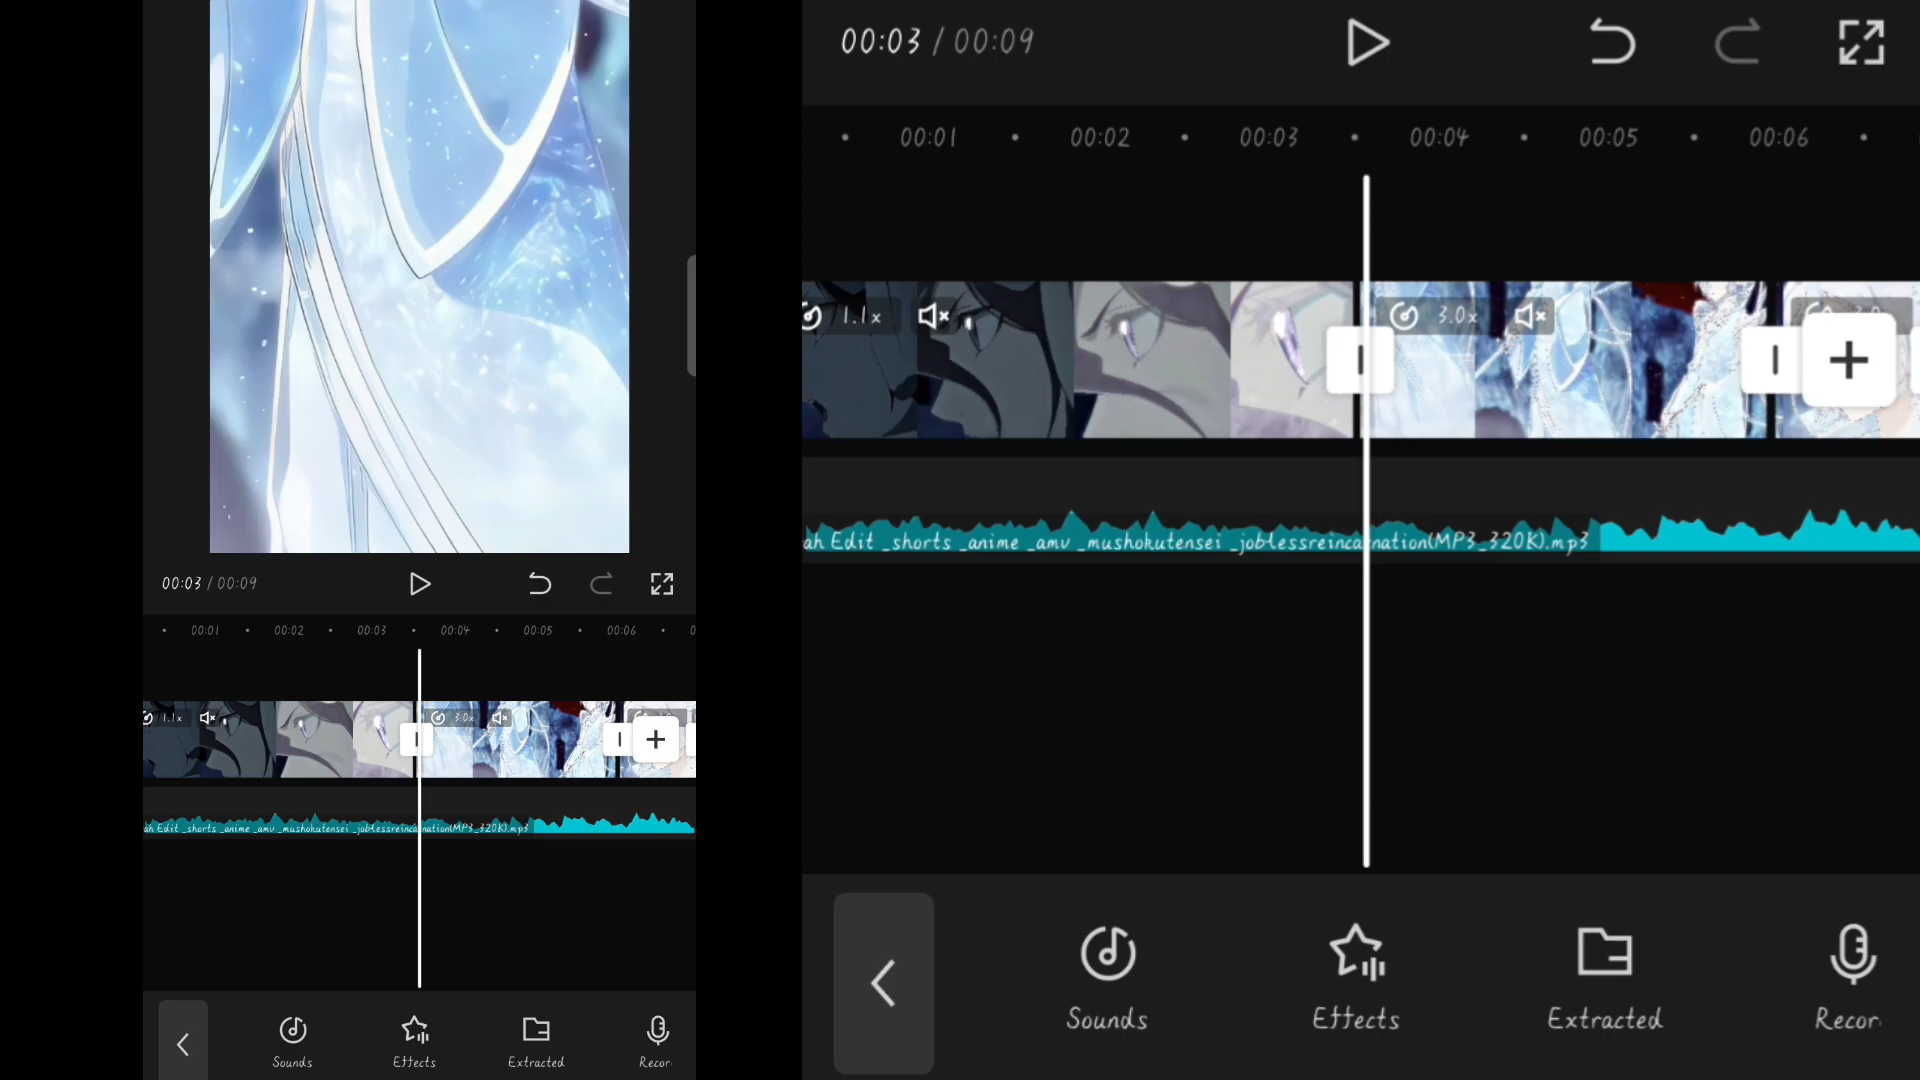 00:03 / 00:09
00:01 00:02 00:03 00:04 00:05 00:06
1.1x 3.0x
ah Edit _shorts _anime _amv _mushokutensei _joblessreincarnation(MP3_320K).mp3
Sounds Effects Extracted Recor
00:03 / 00:09
00:01 00:02 00:03 00:04 00:05 00:06
1.1x 3.0x
ah Edit _shorts _anime _amv _mushokutensei _joblessreincarnation(MP3_320K).mp3
Sounds Effects Extracted Recor